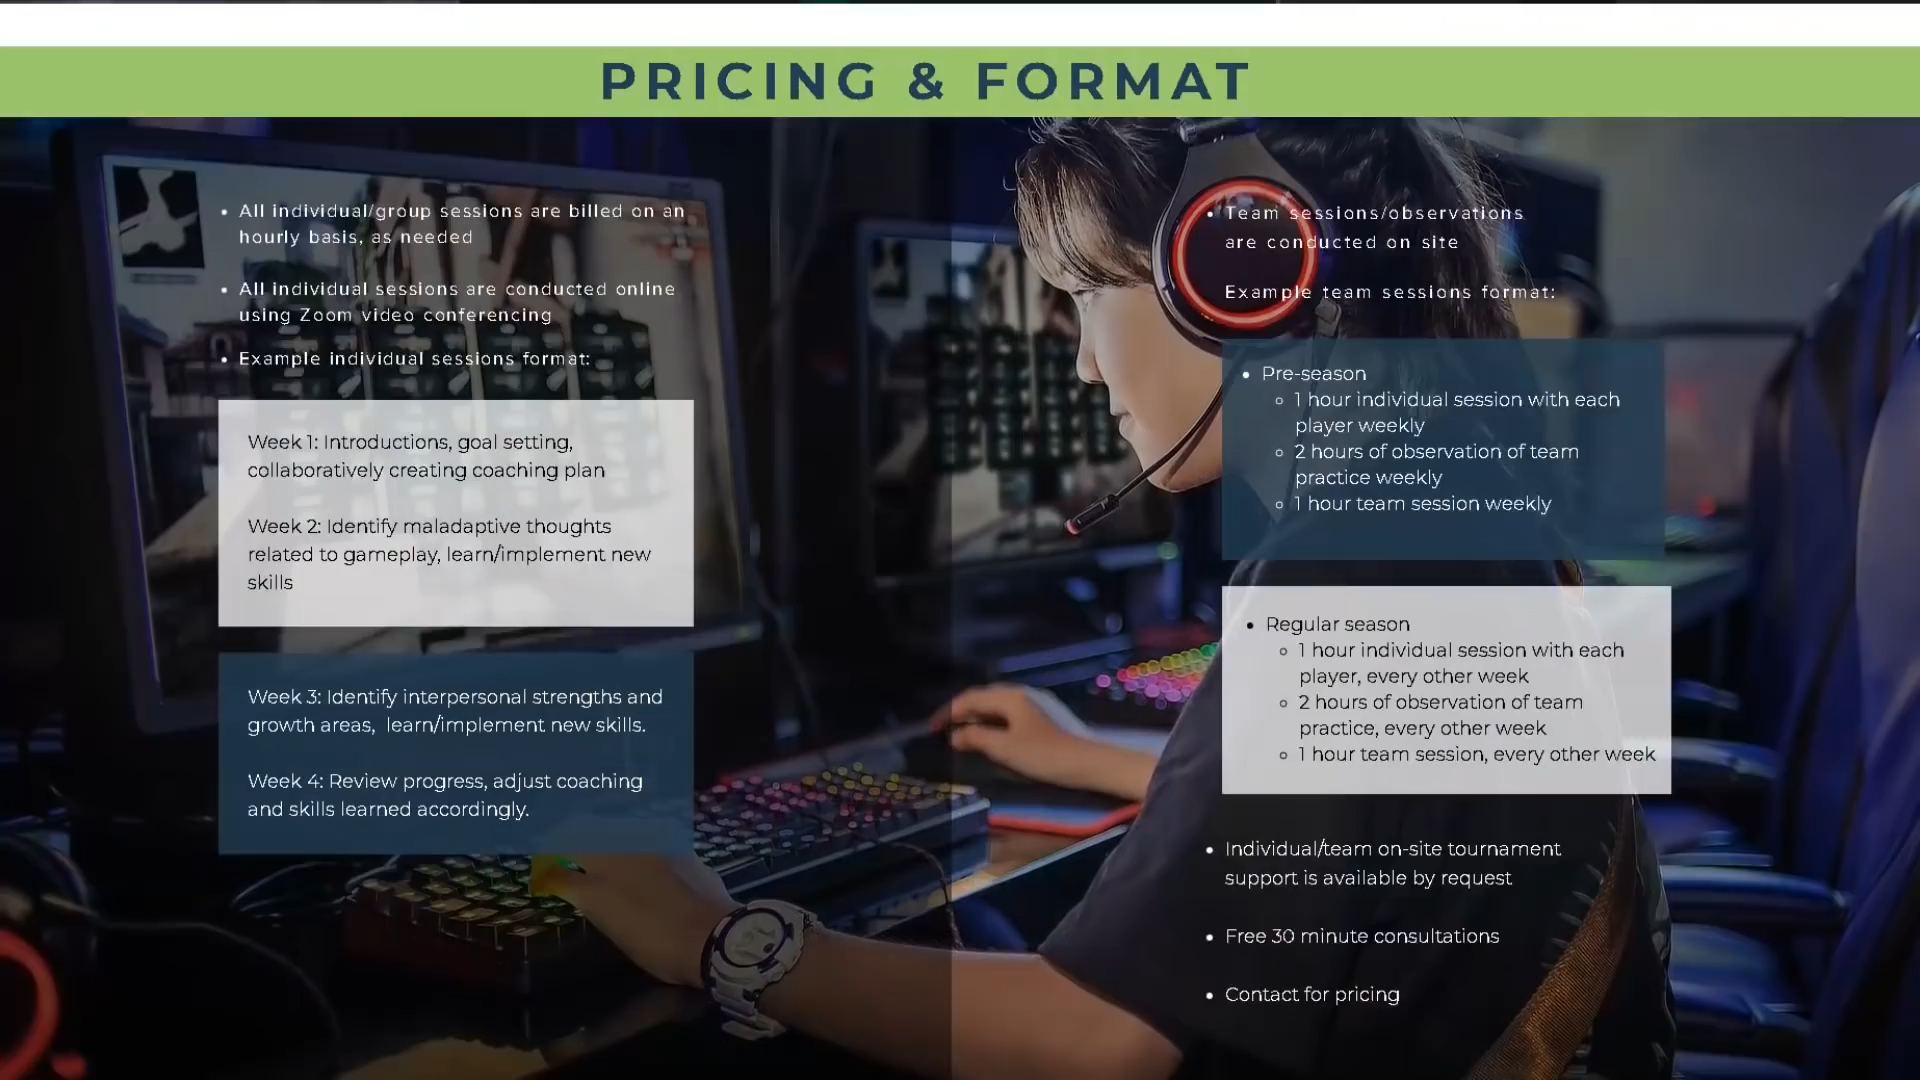 PRICING & FORMAT
• All individual/group sessions are billed on an
hourly basis, as needed
• All individual sessions are conducted online
using Zoom video conferencing
• Example individual sessions format:
Week 1: Introductions, goal setting,
collaboratively creating coaching plan
Week 2: Identify maladaptive thoughts
related to gameplay, learn/implement new
skills
Week 3: Identify interpersonal strengths and
growth areas,  learn/implement new skills.
Week 4: Review progress, adjust coaching
and skills learned accordingly.
• Team sessions/observations
are conducted on site
Example team sessions format:
• Pre-season
◦ 1 hour individual session with each
player weekly
◦ 2 hours of observation of team
practice weekly
◦ 1 hour team session weekly
• Regular season
◦ 1 hour individual session with each
player, every other week
◦ 2 hours of observation of team
practice, every other week
◦ 1 hour team session, every other week
• Individual/team on-site tournament
support is available by request
• Free 30 minute consultations
• Contact for pricing